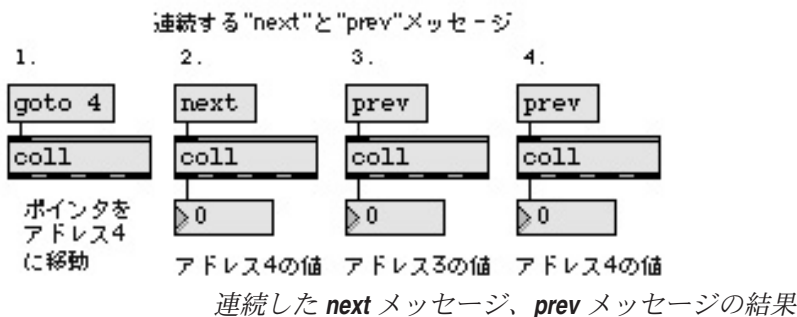 連続する"next"と"prev"メッセージ
1. 2. 3. 4.
goto 4 next prev prev
coll coll coll coll
0 0 0
ポインタを
アドレス4
に移動
アドレス4の値 アドレス3の値 アドレス4の値
連続した next メッセージ、prev メッセージの結果